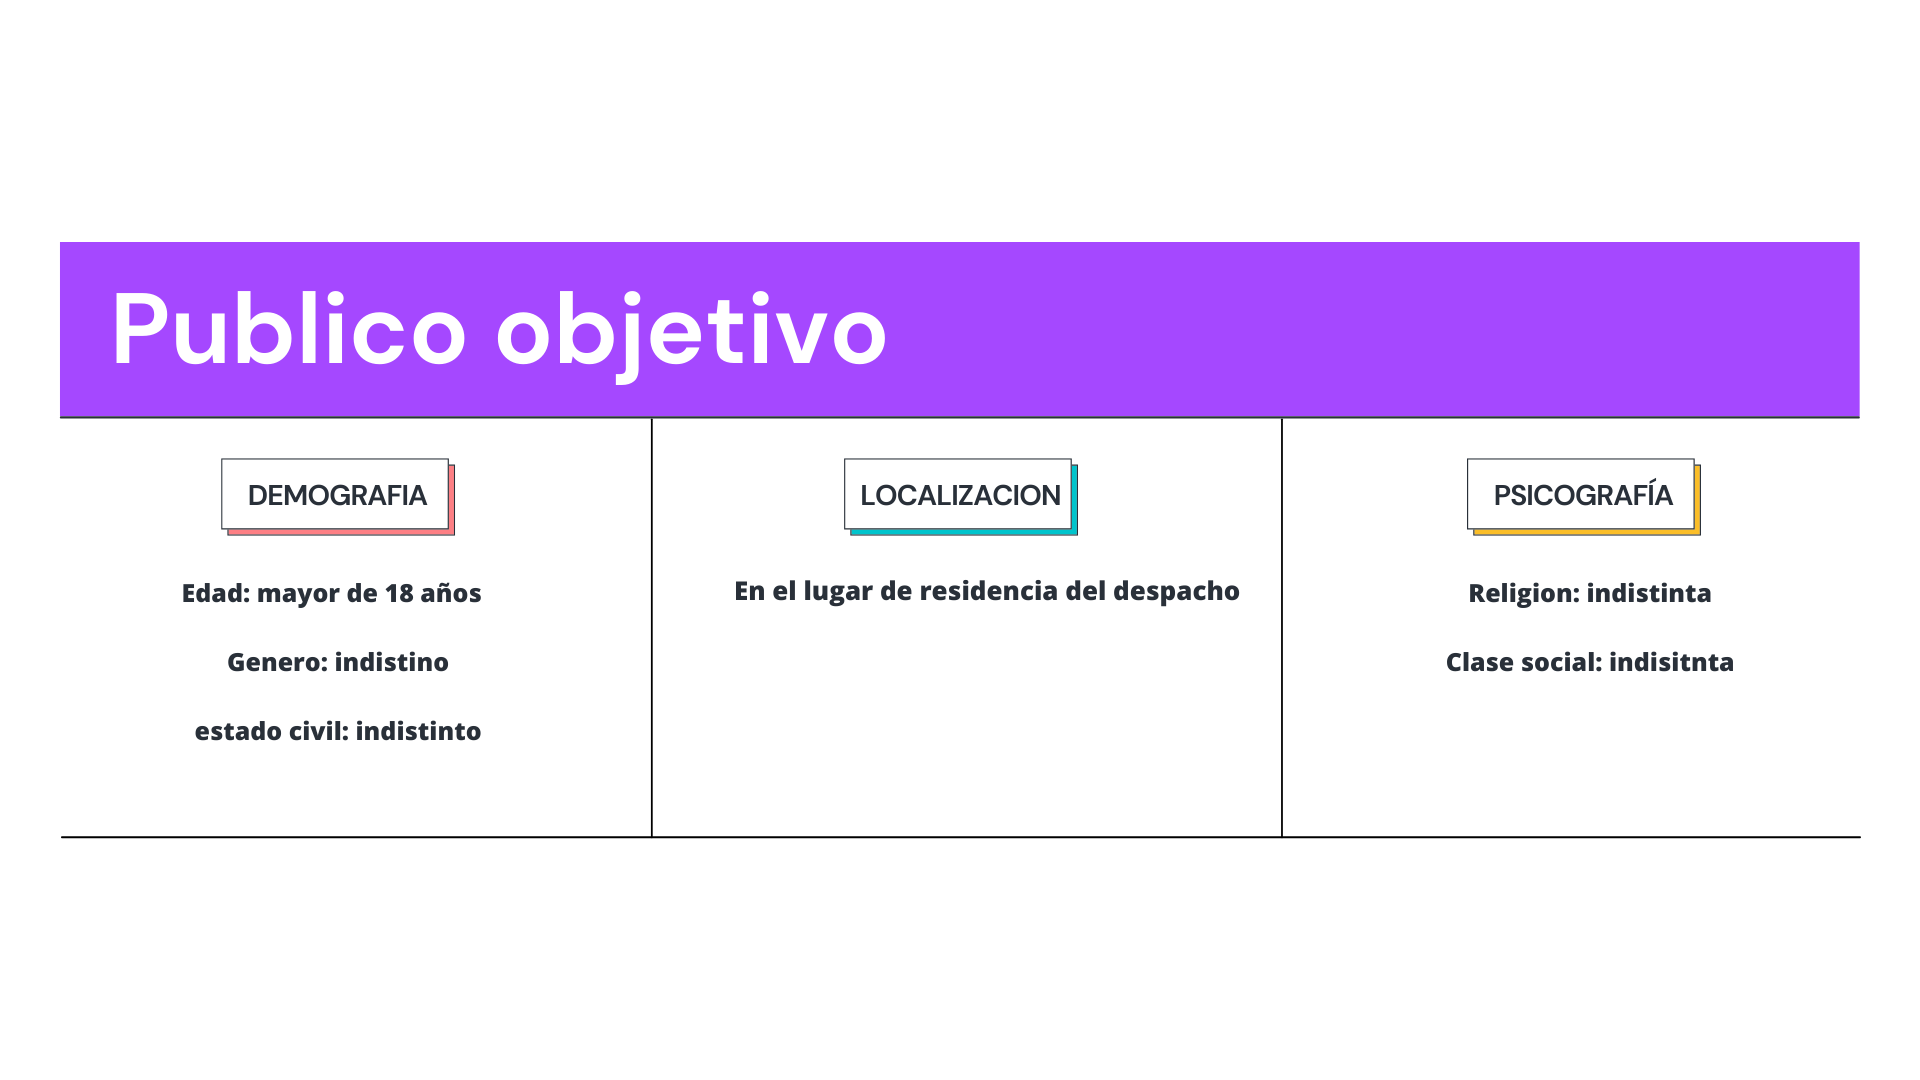 Publico objetivo
DEMOGRAFIA
Edad: mayor de 18 años
Genero: indistino
estado civil: indistinto
LOCALIZACION
En el lugar de residencia del despacho
PSICOGRAFÍA
Religion: indistinta
Clase social: indisitnta